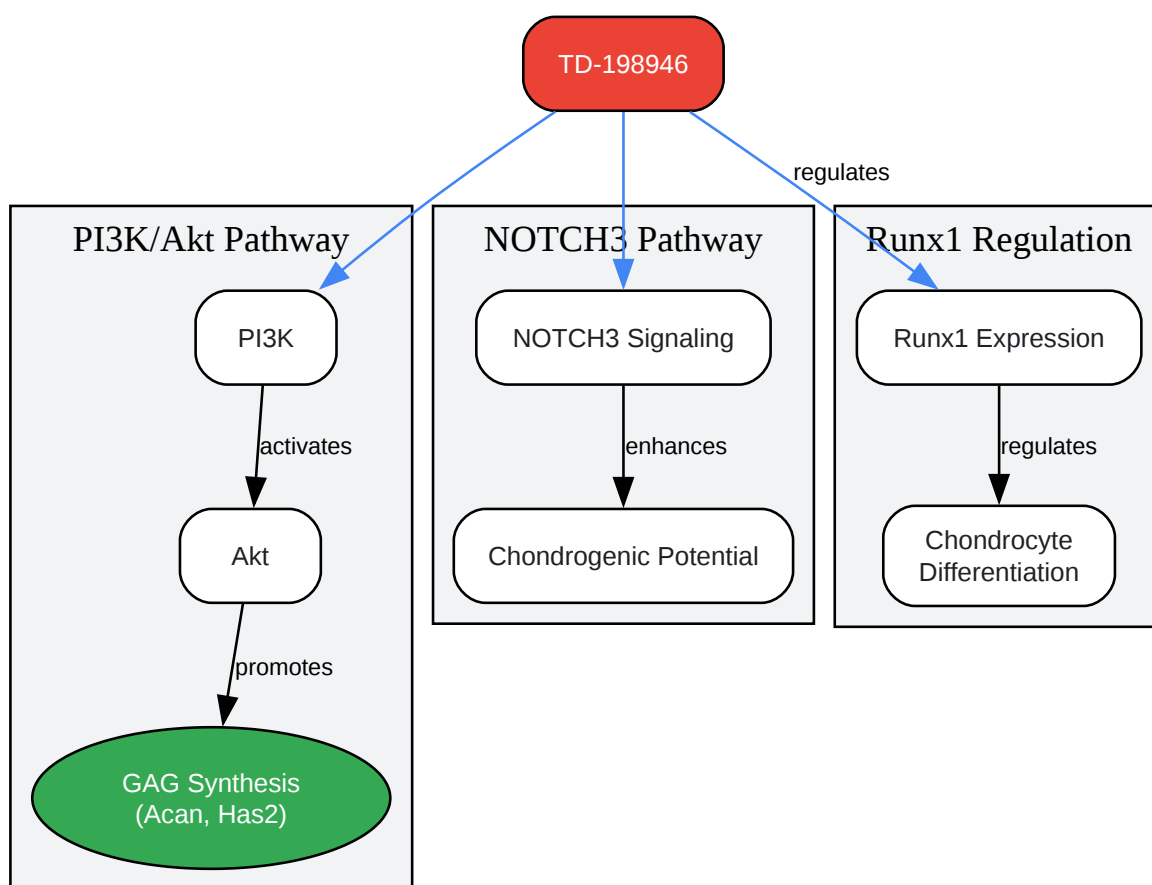 TD-198946
regulates
PI3K/Akt Pathway
NOTCH3 Pathway
Runx1 Regulation
PI3K
NOTCH3 Signaling
Runx1 Expression
activates
enhances
regulates
Akt
Chondrogenic Potential
Chondrocyte
Differentiation
promotes
GAG Synthesis
(Acan, Has2)